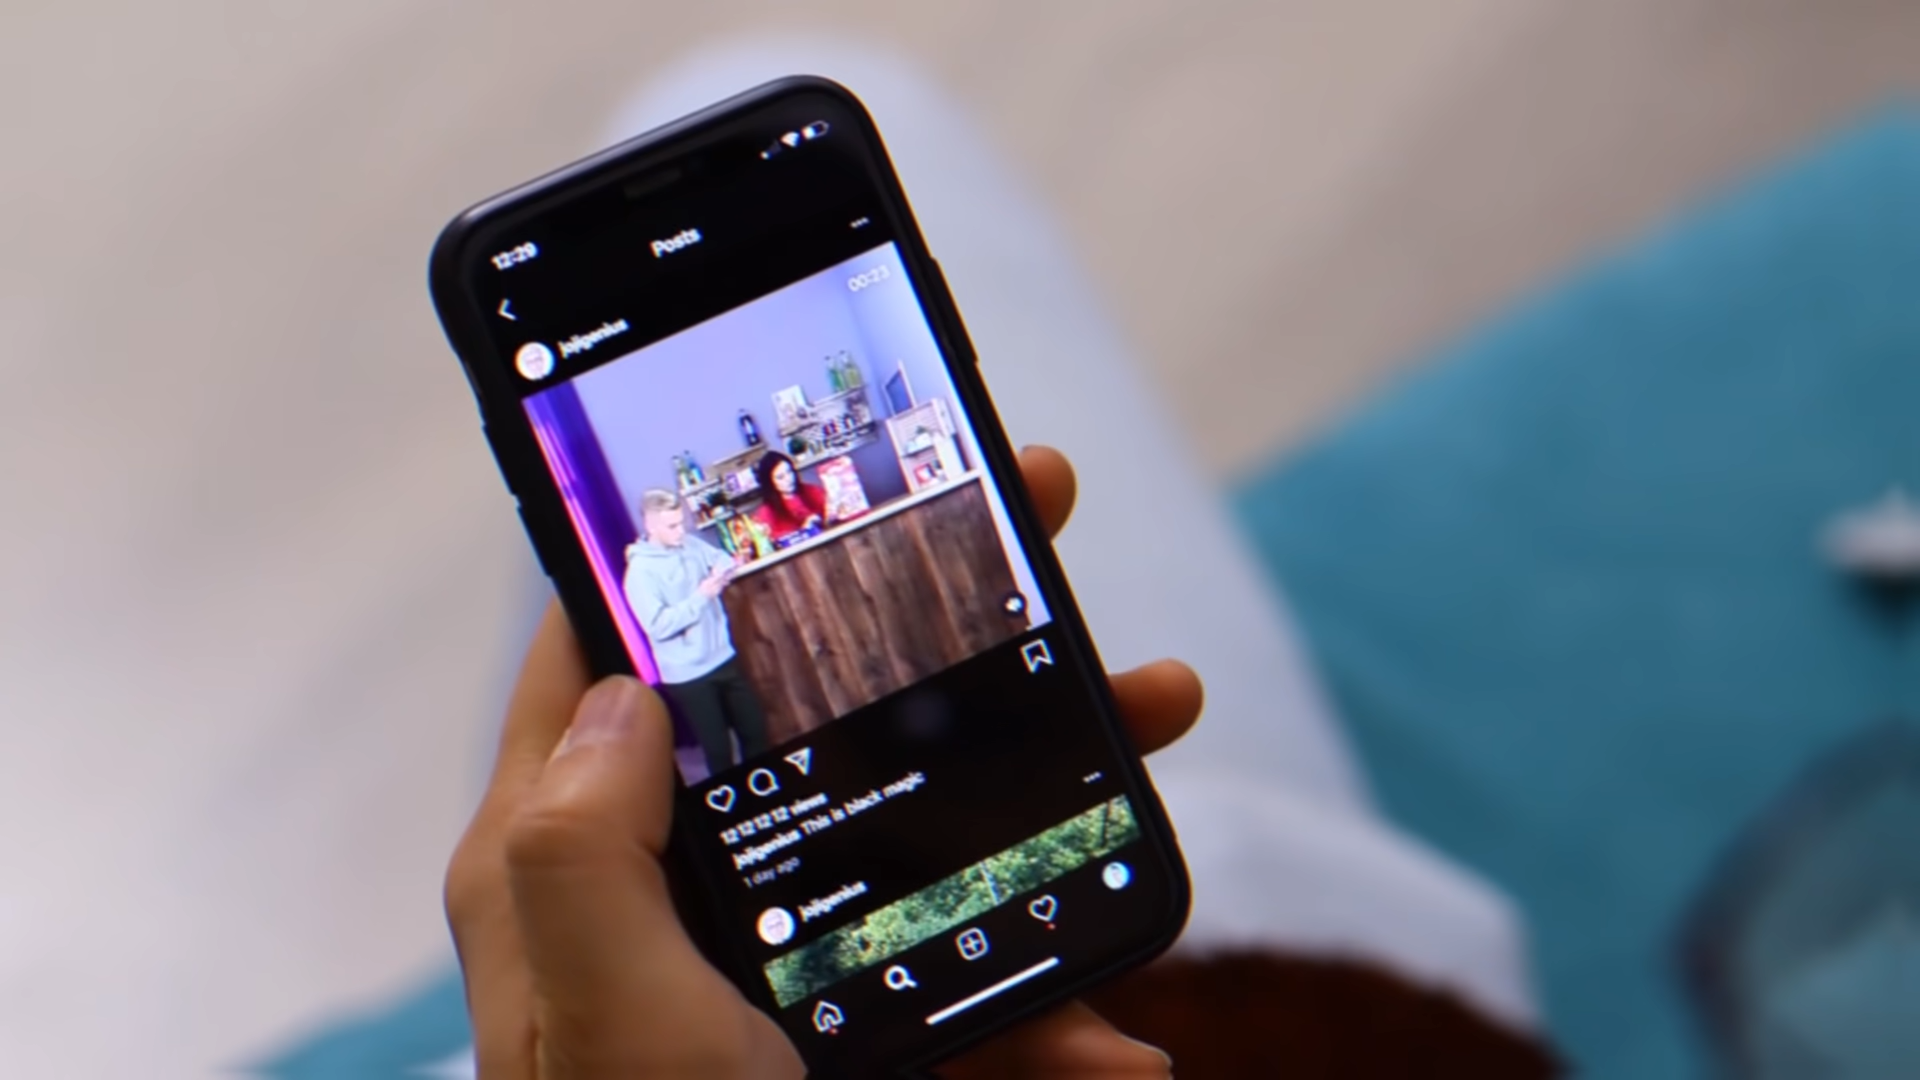 12:29
Posts
jojigenius
00:23
12 12 12 12 views
jojigenius This is black magic
1 day ago
jojigenius